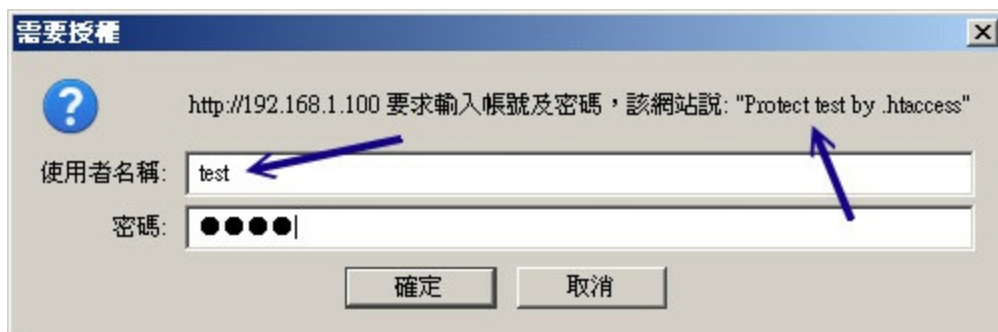 需要授權
http://192.168.1.100 要求輸入帳號及密碼，該網站說: "Protect test by .htaccess"
使用者名稱: test
密碼: ●●●●
確定 取消